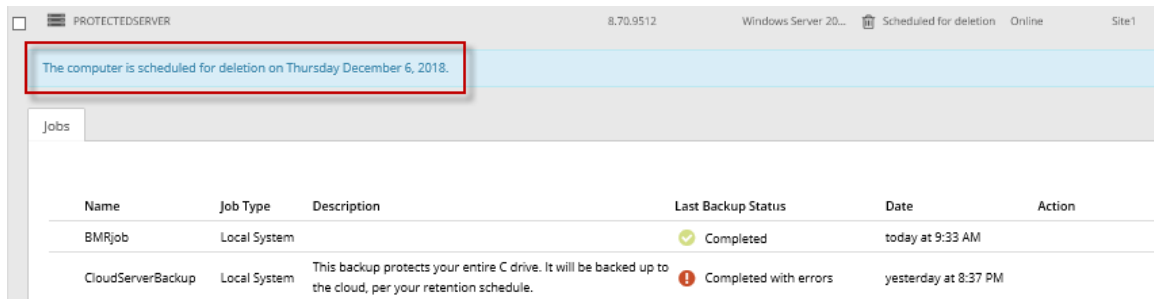 PROTECTEDSERVER 8.70.9512 Windows Server 20... Scheduled for deletion Online Site1
The computer is scheduled for deletion on Thursday December 6, 2018.
Jobs
Name Job Type Description Last Backup Status Date Action
BMRjob Local System Completed today at 9:33 AM
CloudServerBackup Local System This backup protects your entire C drive. It will be backed up to the cloud, per your retention schedule. Completed with errors yesterday at 8:37 PM